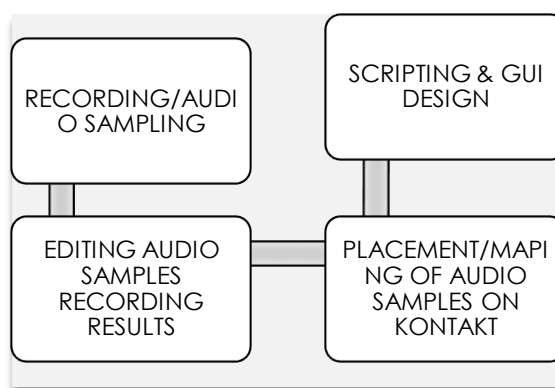 RECORDING/AUDI
O SAMPLING
EDITING AUDIO
SAMPLES
RECORDING
RESULTS
PLACEMENT/MAPI
NG OF AUDIO
SAMPLES ON
KONTAKT
SCRIPTING & GUI
DESIGN